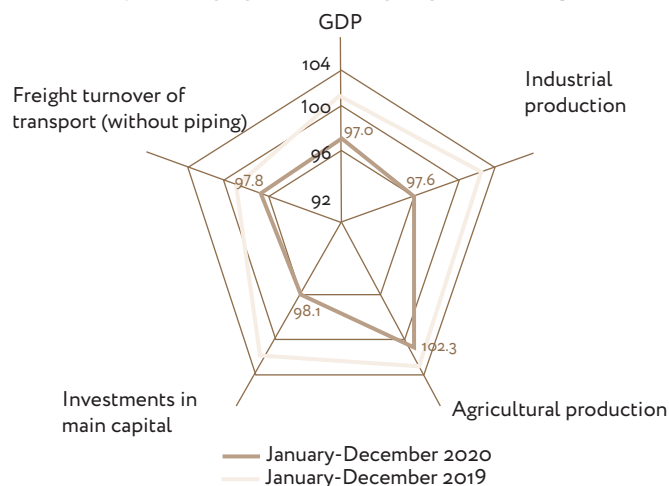 GDP
104
100
96
92
Industrial
production
Freight turnover of
transport (without piping)
97.0
97.8
97.6
98.1
102.3
Investments in
main capital
Agricultural production
January-December 2020
January-December 2019